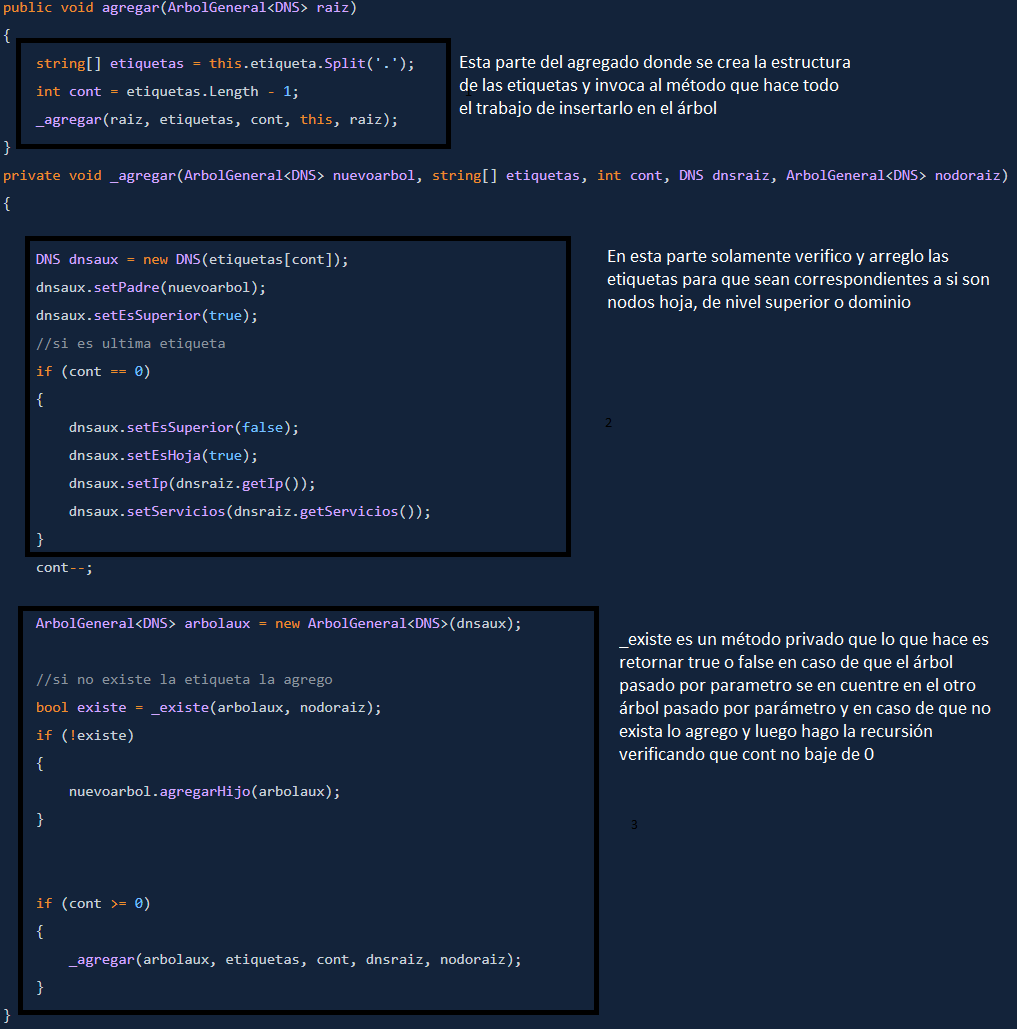 public void agregar(ArbolGeneral<DNS> raiz)
{
string[] etiquetas = this.etiqueta.Split('.');
int cont = etiquetas.Length - 1;
_agregar(raiz, etiquetas, cont, this, raiz);
}
Esta parte del agregado donde se crea la estructura
de las etiquetas y invoca al método que hace todo
el trabajo de insertarlo en el árbol
private void _agregar(ArbolGeneral<DNS> nuevoarbol, string[] etiquetas, int cont, DNS dnsraiz, ArbolGeneral<DNS> nodoraiz)
{
DNS dnsaux = new DNS(etiquetas[cont]);
dnsaux.setPadre(nuevoarbol);
dnsaux.setEsSuperior(true);
//si es ultima etiqueta
if (cont == 0)
{
dnsaux.setEsSuperior(false);
dnsaux.setEsHoja(true);
dnsaux.setIp(dnsraiz.getIp());
dnsaux.setServicios(dnsraiz.getServicios());
}
cont--;
En esta parte solamente verifico y arreglo las
etiquetas para que sean correspondientes a si son
nodos hoja, de nivel superior o dominio
2
ArbolGeneral<DNS> arbolaux = new ArbolGeneral<DNS>(dnsaux);
//si no existe la etiqueta la agrego
bool existe = _existe(arbolaux, nodoraiz);
if (!existe)
{
nuevoarbol.agregarHijo(arbolaux);
}
if (cont >= 0)
{
_agregar(arbolaux, etiquetas, cont, dnsraiz, nodoraiz);
}
}
_existe es un método privado que lo que hace es
retornar true o false en caso de que el árbol
pasado por parametro se en cuentre en el otro
árbol pasado por parámetro y en caso de que no
exista lo agrego y luego hago la recursión
verificando que cont no baje de 0
3